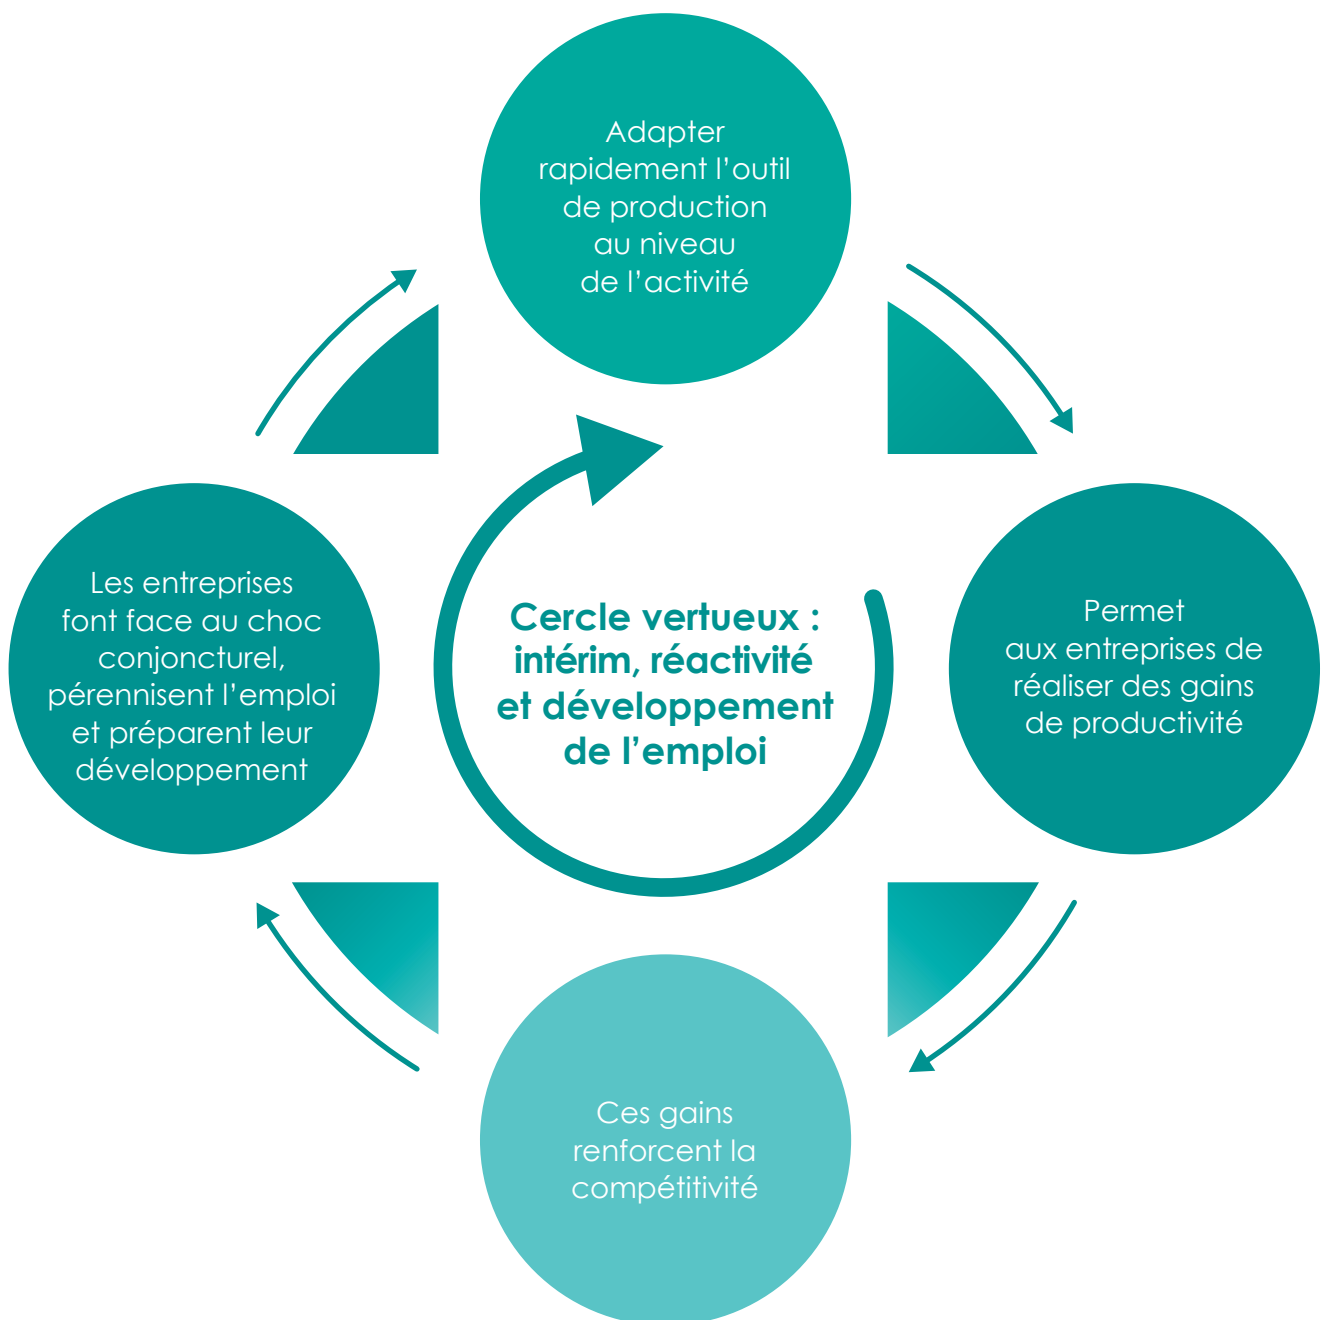 Adapter
rapidement l’outil
de production
au niveau
de l’activité
Permet
aux entreprises de
réaliser des gains
de productivité
Ces gains
renforcent la
compétitivité
Les entreprises
font face au choc
conjoncturel,
pérennisent l’emploi
et préparent leur
développement
Cercle vertueux :
intérim, réactivité
et développement
de l’emploi